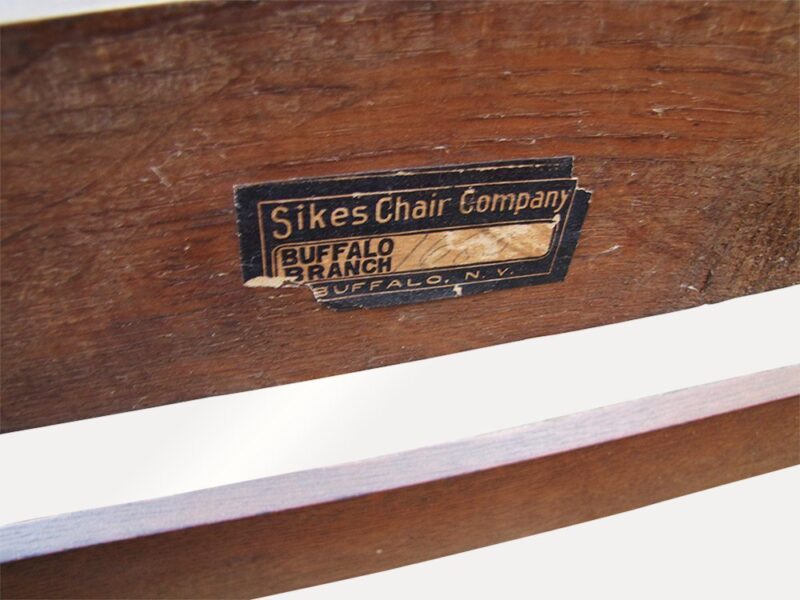 Sikes Chair Company
BUFFALO
BRANCH
BUFFALO, N.Y.